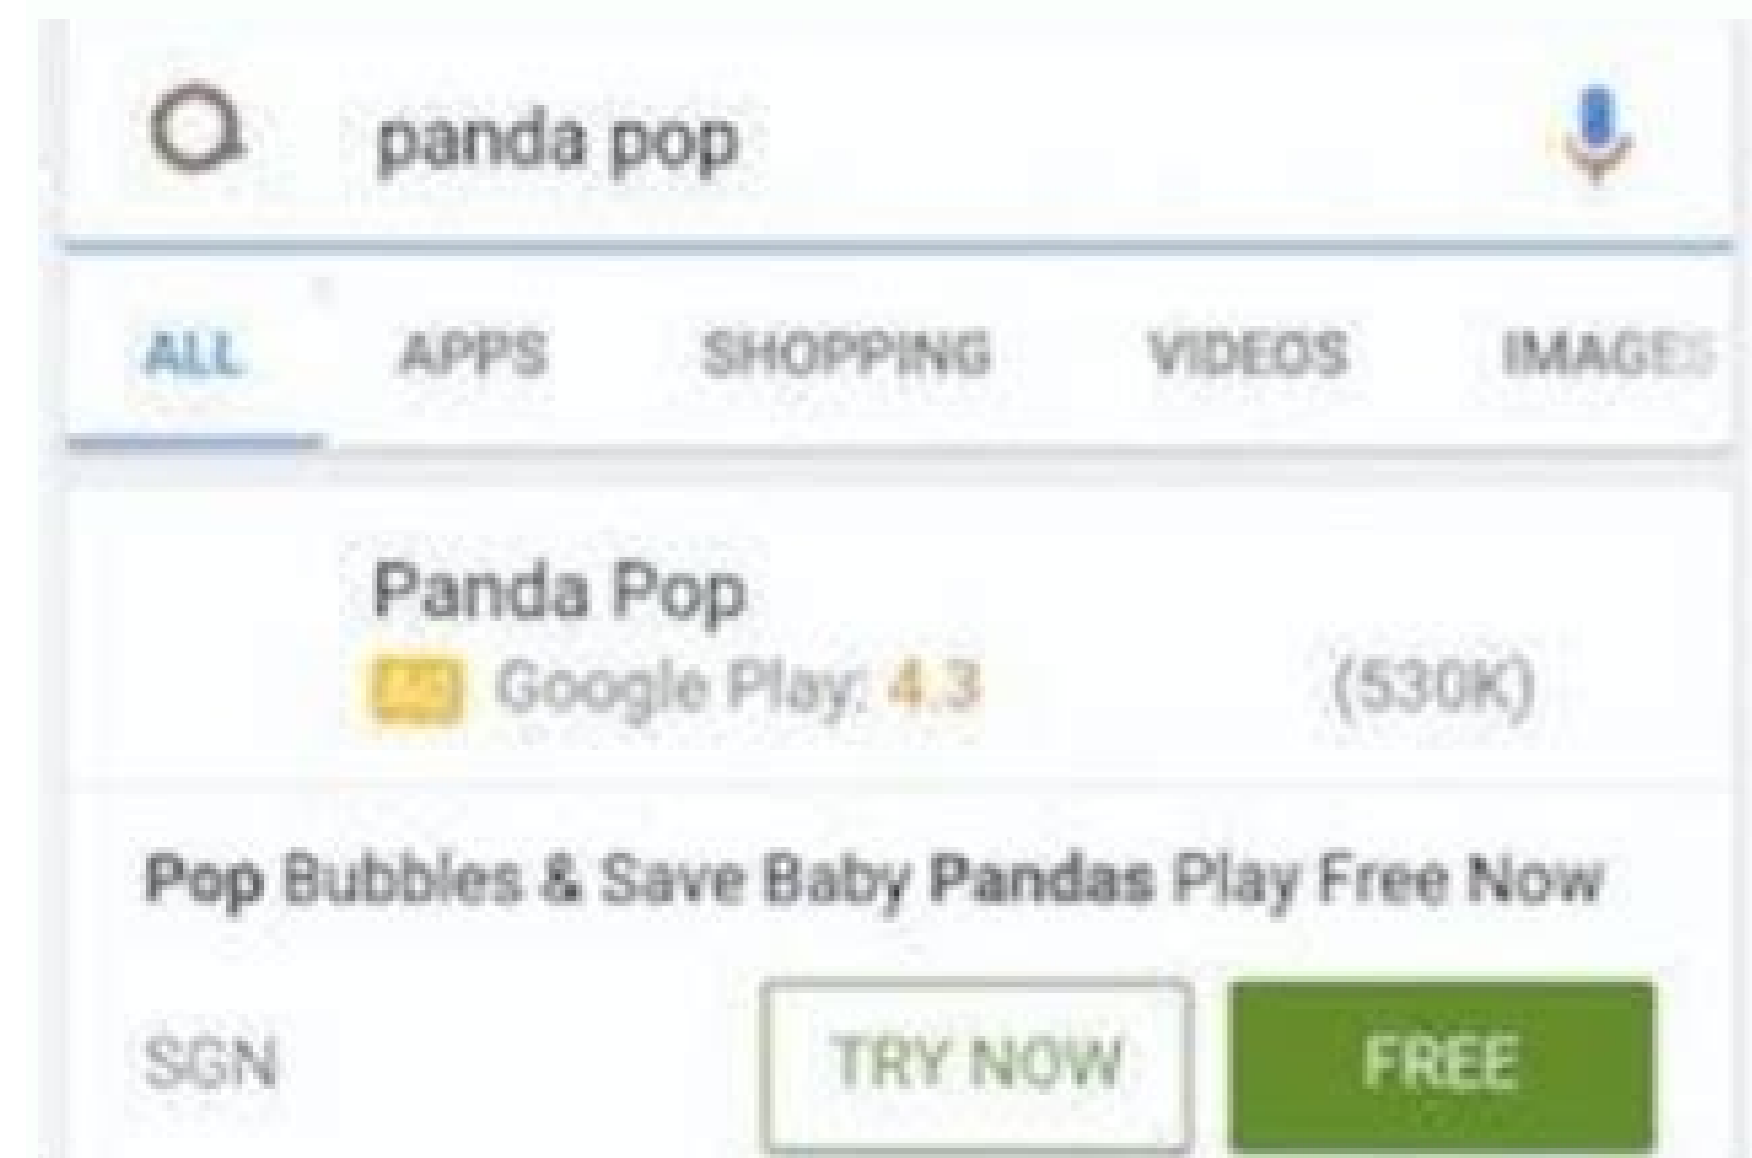 panda pop
ALL APPS SHOPPING VIDEOS IMAGES
Panda Pop
Google Play: 4.3 (530K)
Pop Bubbles & Save Baby Pandas Play Free Now
SGN TRY NOW FREE